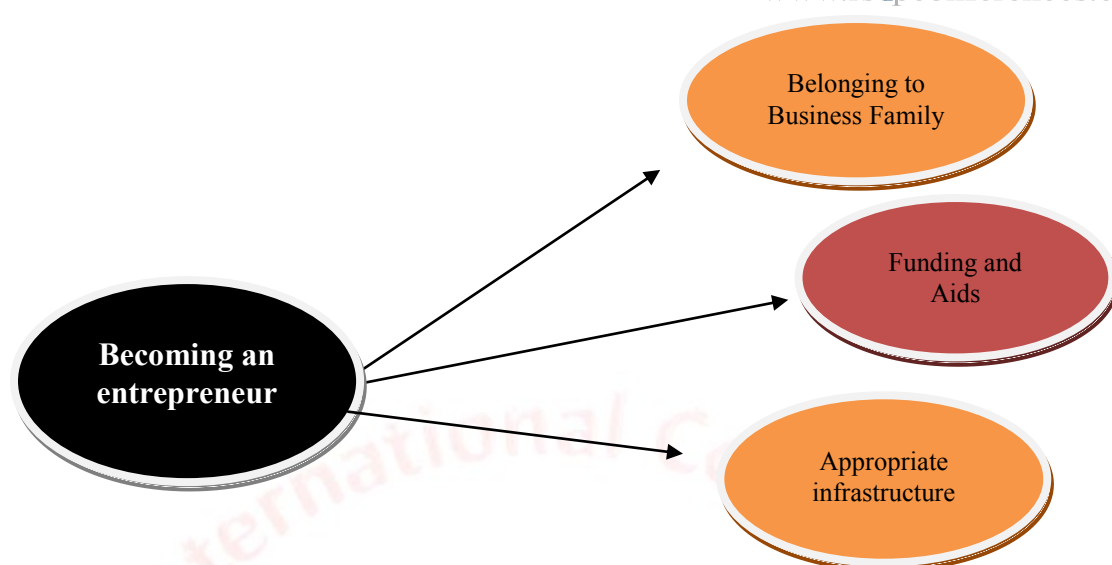 Belonging to
Business Family
Funding and
Aids
Becoming an
entrepreneur
Appropriate
infrastructure